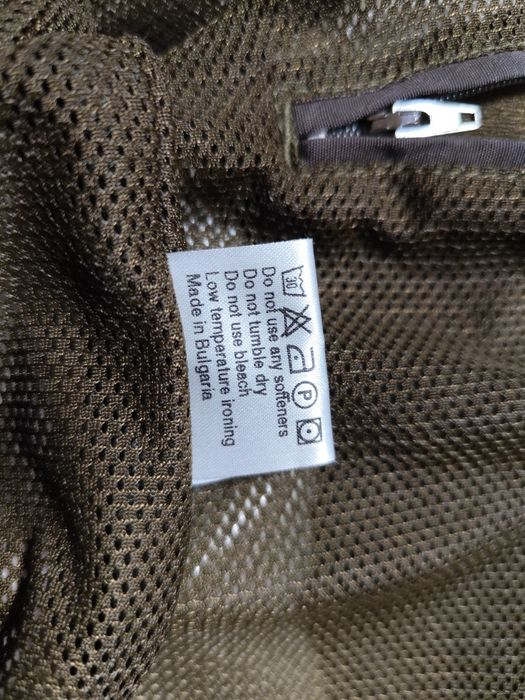 30 P
Do not use any softeners
Do not tumble dry
Do not use bleach
Low temperature ironing
Made in Bulgaria